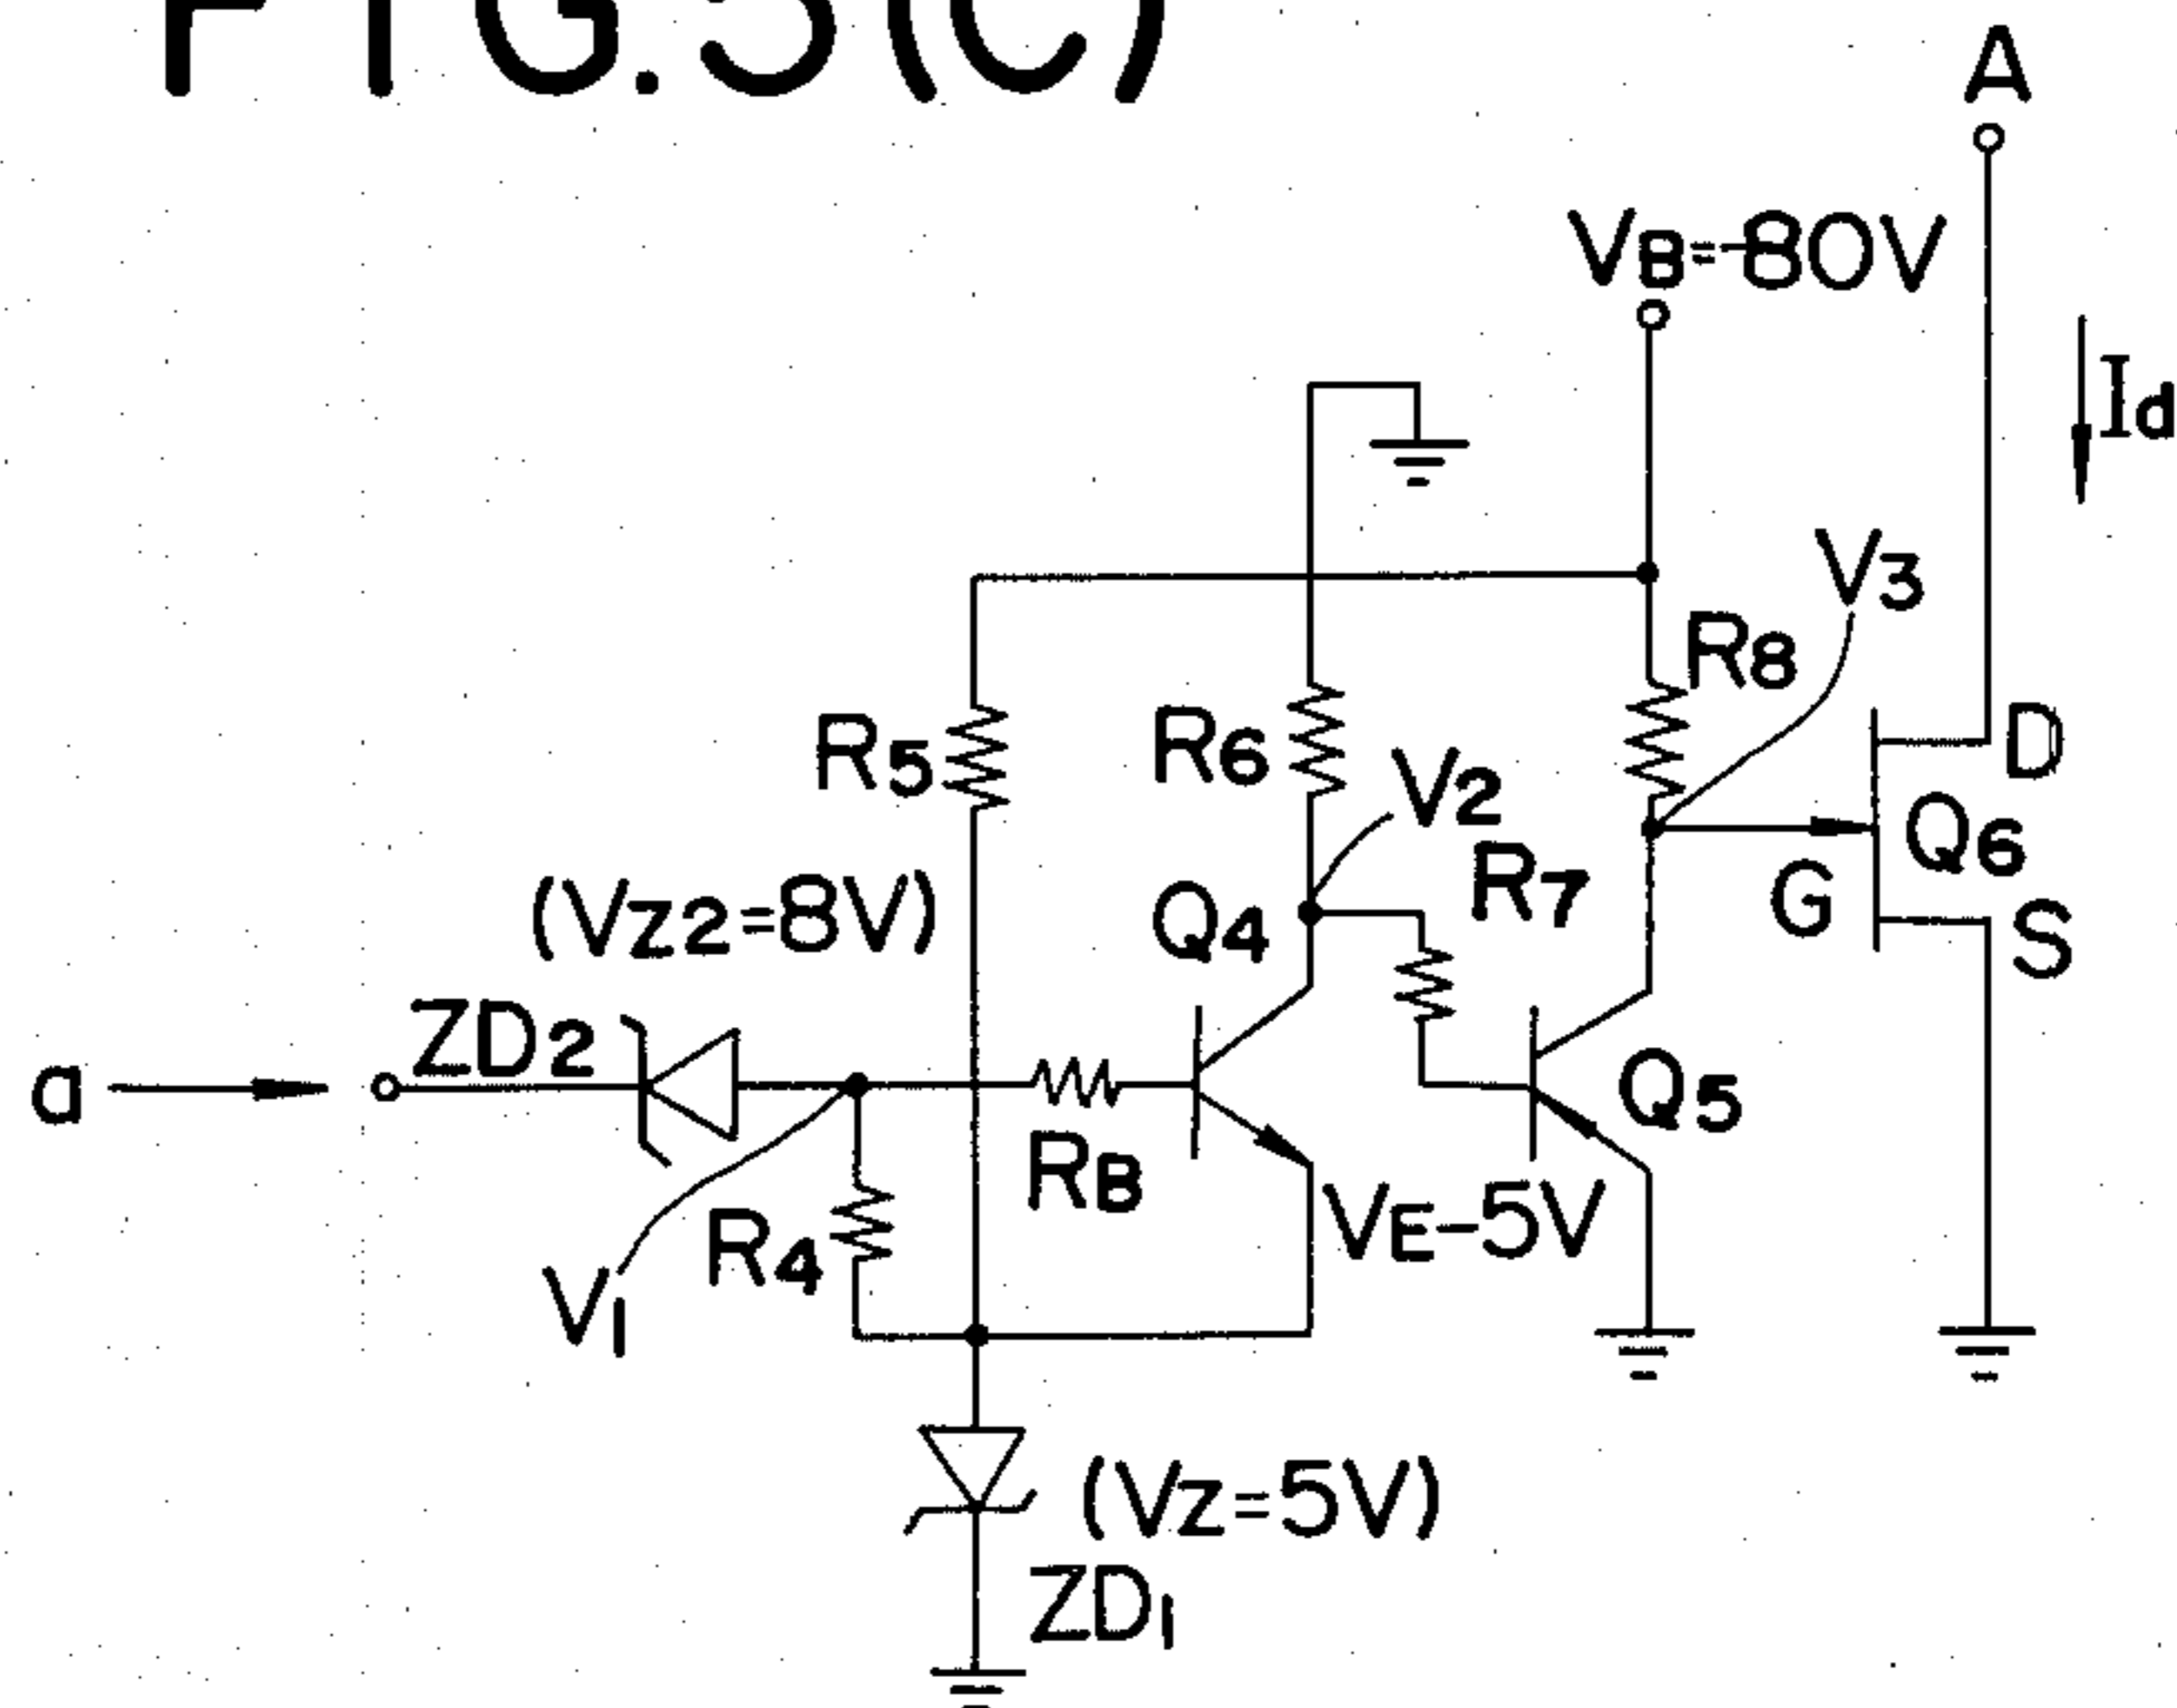 FIG.5(C)
A
VB=-80V
Id
V3
R8
R5
R6
V2
D
R7
Q6
G
S
(VZ2=8V)
Q4
ZD2
a
Q5
RB
VE-5V
R4
V1
(VZ=5V)
ZD1